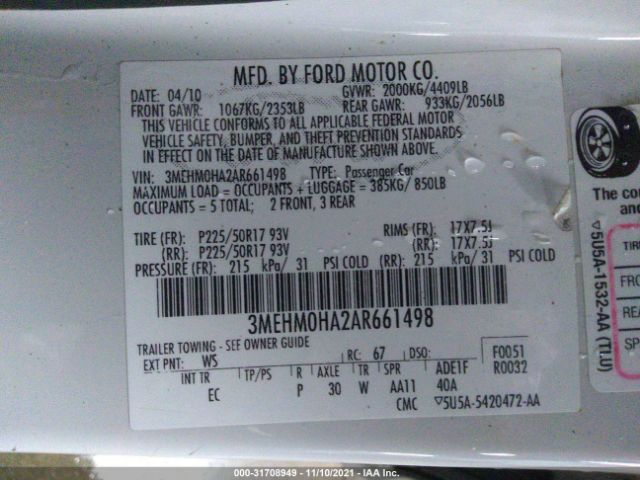 MFD. BY FORD MOTOR CO.
DATE: 04/10 GVWR: 2000KG/4409LB
FRONT GAWR: 1067KG/2353LB REAR GAWR: 933KG/2056LB
THIS VEHICLE CONFORMS TO ALL APPLICABLE FEDERAL MOTOR
VEHICLE SAFETY, BUMPER, AND THEFT PREVENTION STANDARDS
IN EFFECT ON THE DATE OF MANUFACTURE SHOWN ABOVE.
VIN: 3MEHM0HA2AR661498 TYPE: Passenger Car
MAXIMUM LOAD = OCCUPANTS + LUGGAGE = 385KG/ 850LB
OCCUPANTS = 5 TOTAL; 2 FRONT, 3 REAR
TIRE (FR): P225/50R17 93V RIMS (FR): 17X7.5J
(RR): P225/50R17 93V (RR): 17X7.5J
PRESSURE (FR): 215 kPa/ 31 PSI COLD (RR): 215 kPa/ 31 PSI COLD
3MEHM0HA2AR661498
TRAILER TOWING - SEE OWNER GUIDE
EXT PNT: WS RC: 67 DSO: F0051
R0032
INT TR TP/PS R AXLE TR SPR ADE1F
EC P 30 W AA11 40A
CMC ▽5U5A-5420472-AA
The co
an
▽5U5A-1532-AA (TLU)
TIR
FRO
REA
S
000-31708949 — 11/10/2021 — IAA Inc.